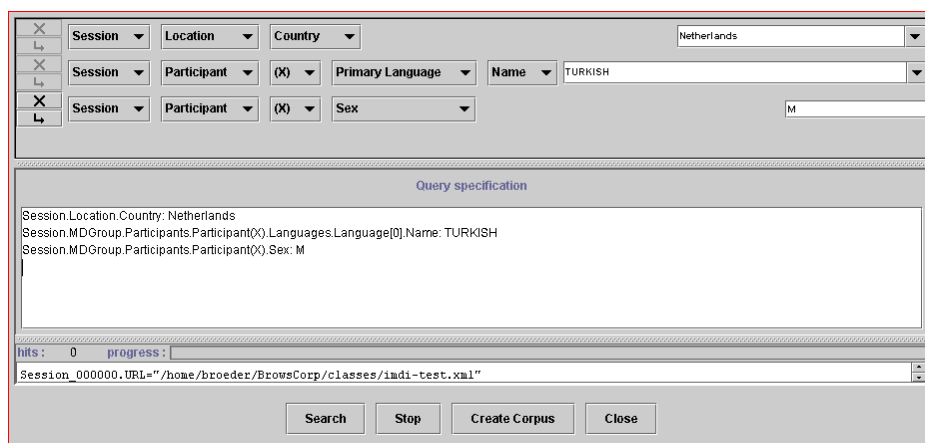 Session Location Country Netherlands
Session Participant (X) Primary Language Name TURKISH
Session Participant (X) Sex M
Query specification
Session.Location.Country: Netherlands
Session.MDGroup.Participants.Participant(X).Languages.Language[0].Name: TURKISH
Session.MDGroup.Participants.Participant(X).Sex: M
hits : 0 progress :
Session_000000.URL="/home/broeder/BrowsCorp/classes/imdi-test.xml"
Search Stop Create Corpus Close